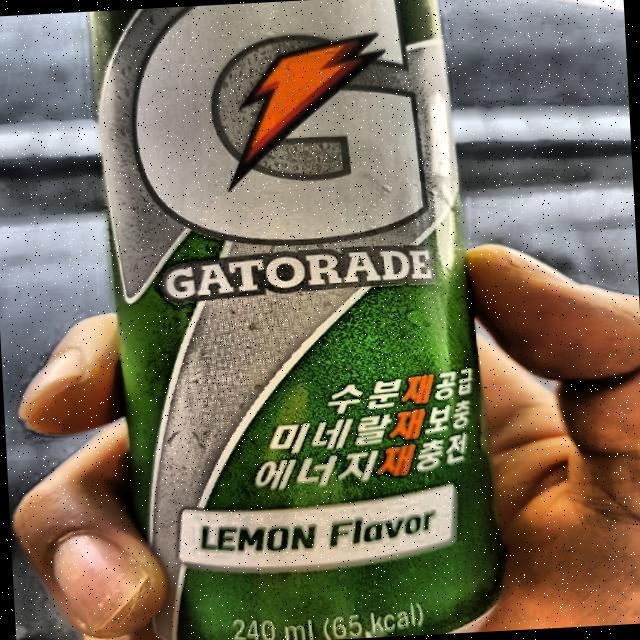 G
GATORADE
수분재공급
미네랄재보충
에너지재충전
LEMON Flavor
240 ml (65 kcal)